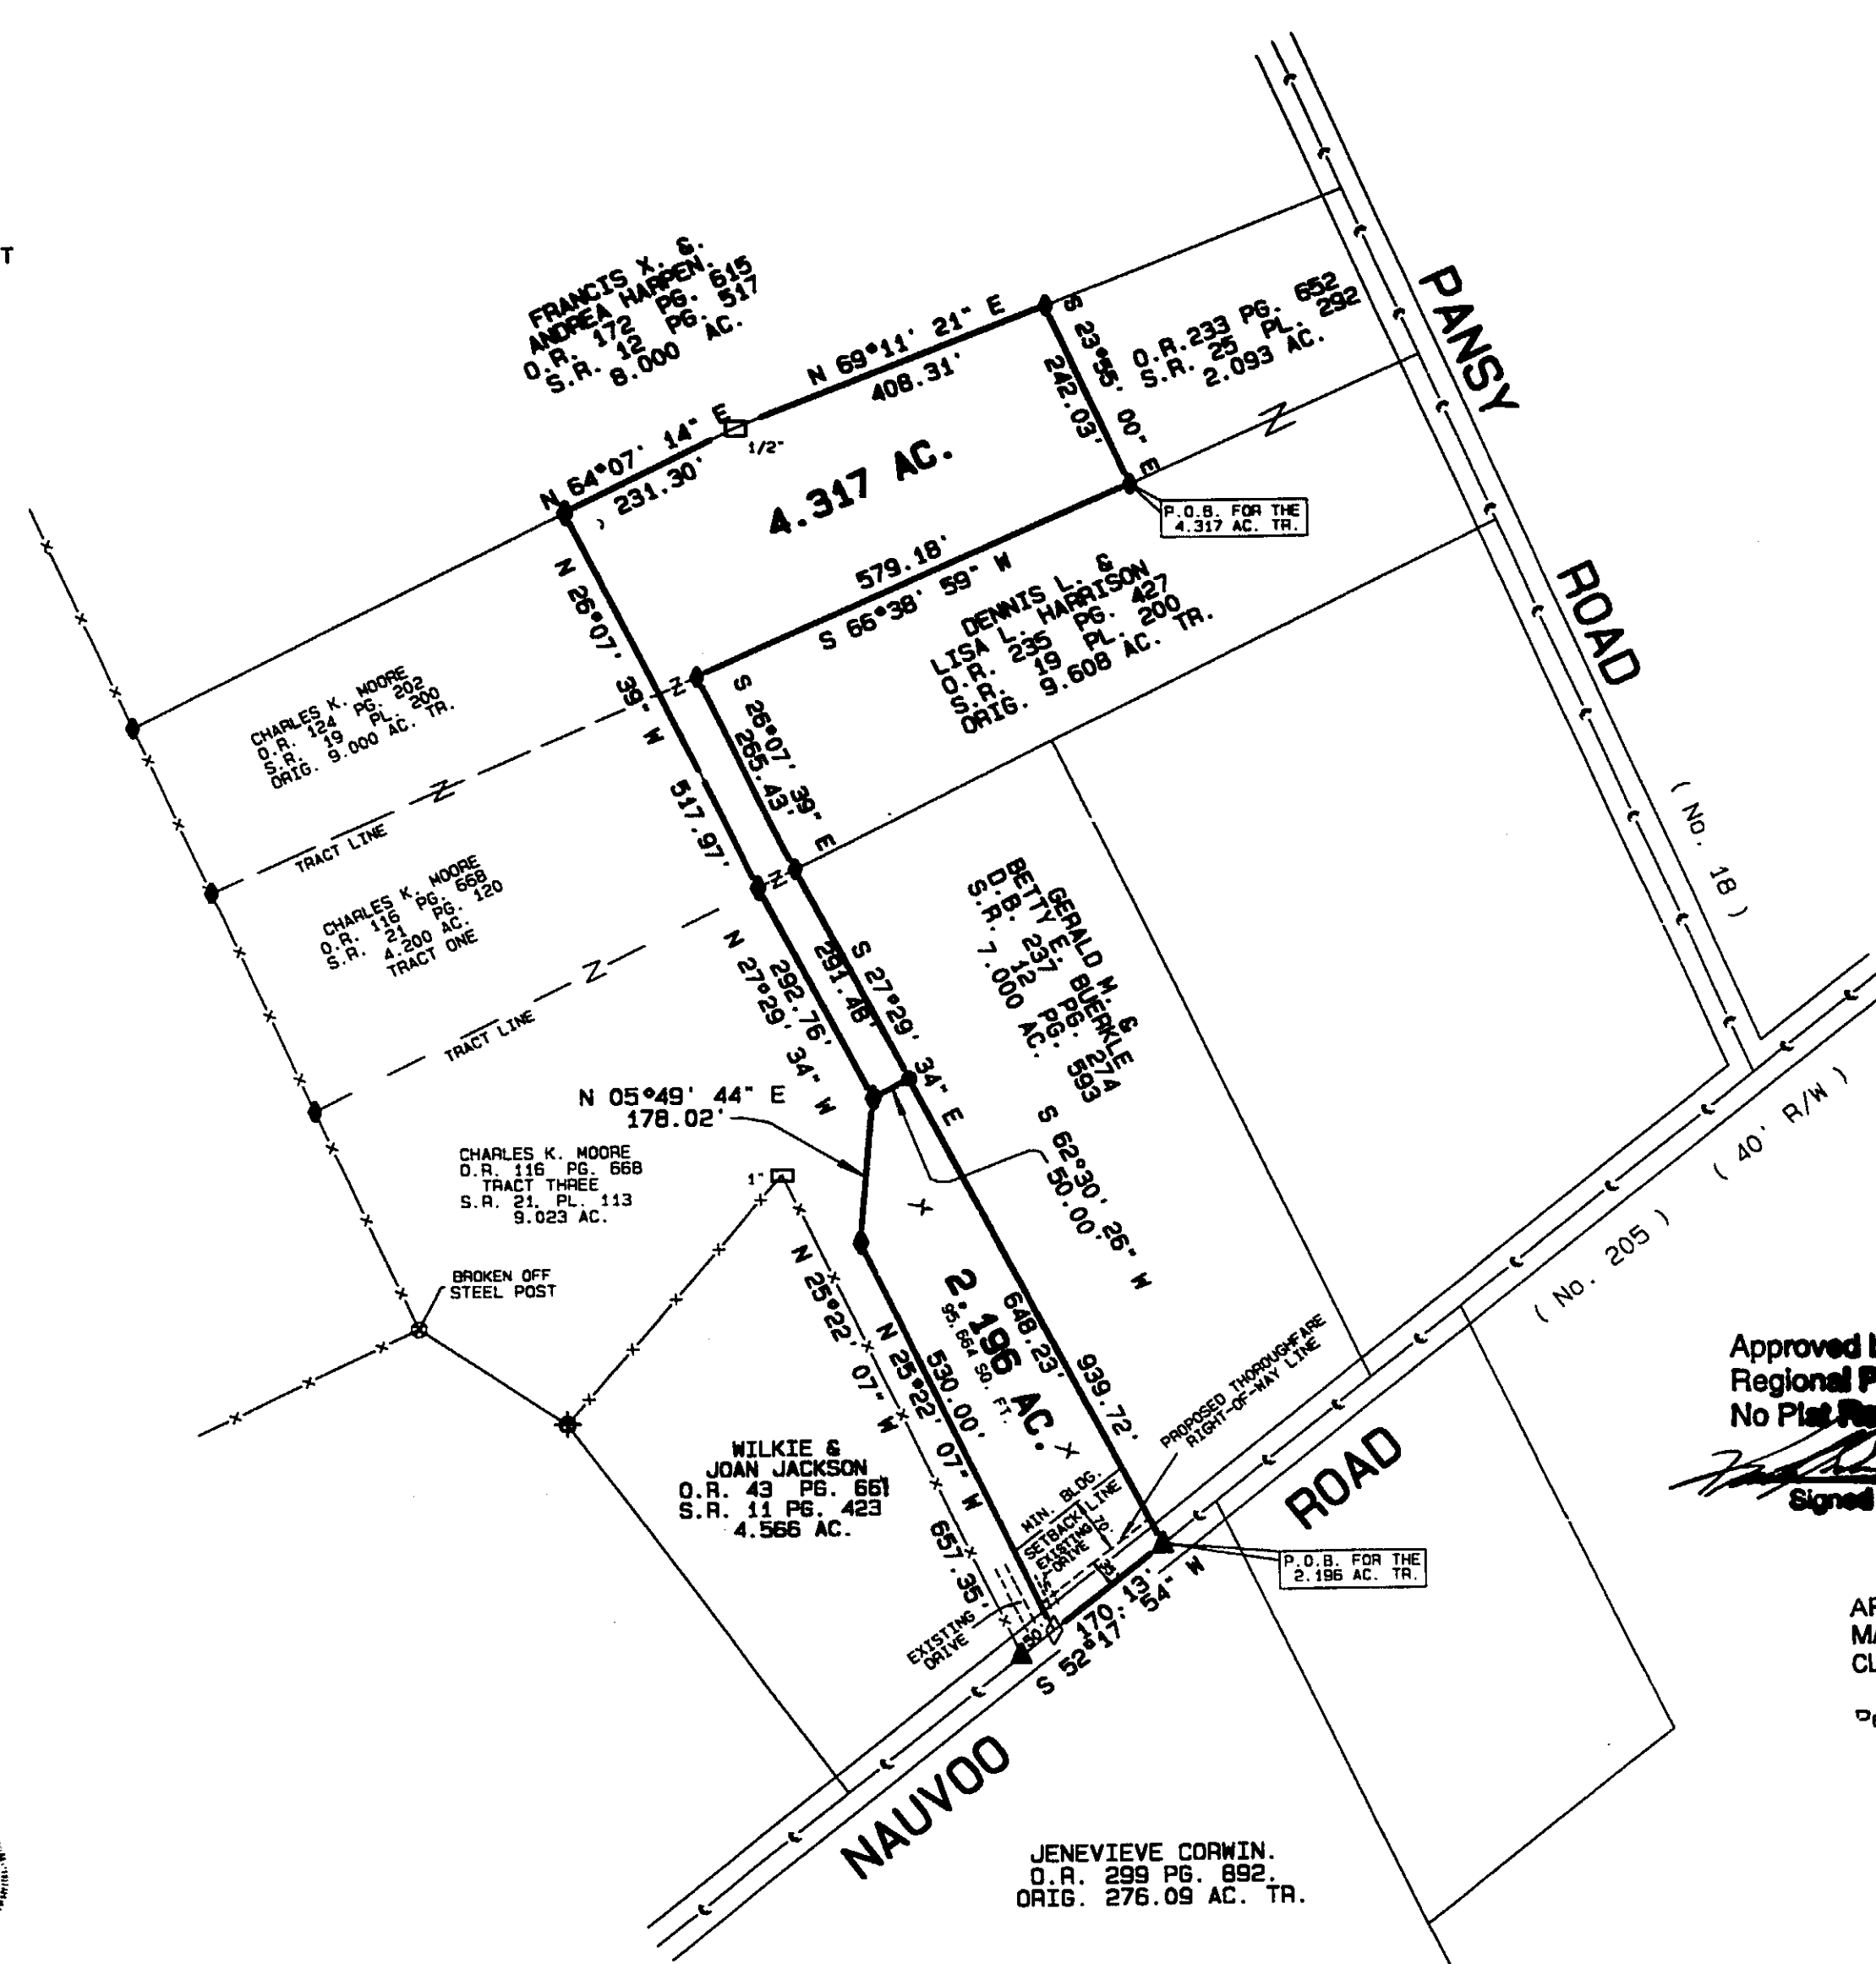 T
FRANCIS X. &
ANDREA HARPEN.
O.R. 172 PG. 615
S.R. 12 PG. 517
8.000 AC.
N 69°11' 21" E
408.31'
S 23°55' 00" E
242.03'
O.R.233 PG. 652
S.R. 25 PL. 292
2.093 AC.
PANSY
ROAD
( No. 18 )
N 64°07' 14" E
231.30'
1/2"
4.317 AC.
P.O.B. FOR THE
4.317 AC. TR.
579.18'
S 66°38' 59" W
DENNIS L. &
LISA L. HARRISON
O.R. 235 PG. 427
S.R. 19 PL. 200
ORIG. 9.608 AC. TR.
N 26°07' 39" W
517.97'
S 26°07' 39" E
265.43'
CHARLES K. MOORE
O.R. 124 PG. 202
S.R. 19 PL. 200
ORIG. 9.000 AC. TR.
TRACT LINE
CHARLES K. MOORE
O.R. 116 PG. 668
S.R. 21 PG. 120
4.200 AC.
TRACT ONE
TRACT LINE
N 27°29' 34" W
292.76'
S 27°29' 34" E
291.48'
GERALD M. &
BETTY E. BUERKLE
D.B. 237 PG. 274
S.R. 12 PG. 593
7.000 AC.
N 05°49' 44" E
178.02'
S 62°30' 26" W
50.00'
CHARLES K. MOORE
O.R. 116 PG. 668
TRACT THREE
S.R. 21. PL. 113
9.023 AC.
1"
BROKEN OFF
STEEL POST
N 25°22' 07" W
657.35'
N 25°22' 07" W
530.00'
2.196 AC.
95,664 SQ. FT.
648.23'
939.72'
( 40' R/W )
( No. 205 )
PROPOSED THOROUGHFARE
RIGHT-OF-WAY LINE
MIN. BLDG.
SETBACK LINE
70'
EXISTING
DRIVE
WILKIE &
JOAN JACKSON
O.R. 43 PG. 661
S.R. 11 PG. 423
4.566 AC.
EXISTING
DRIVE
50'
170.13'
S 52°17' 54" W
P.O.B. FOR THE
2.196 AC. TR.
NAUVOO
ROAD
JENEVIEVE CORWIN.
O.R. 299 PG. 892.
ORIG. 276.09 AC. TR.
Approved
Regional
No Plat
Signed